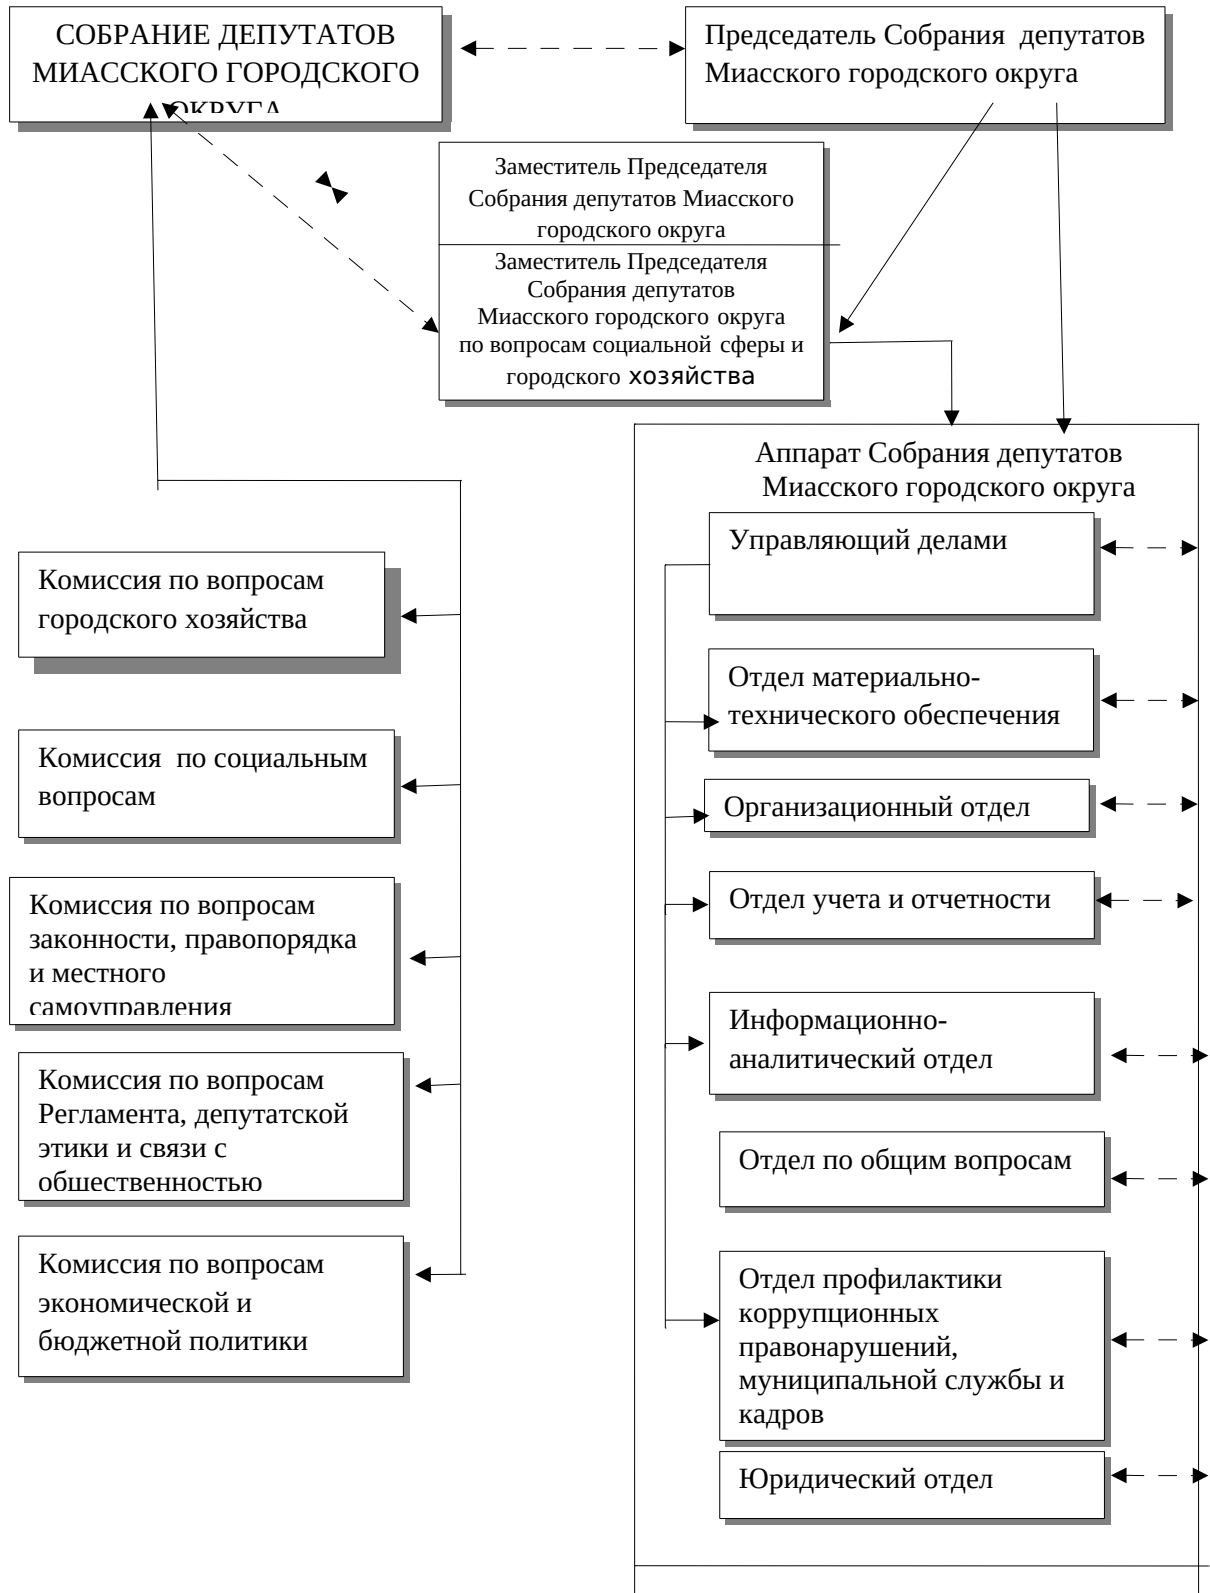 СОБРАНИЕ ДЕПУТАТОВ
МИАССКОГО ГОРОДСКОГО
ОКРУГА
Председатель Собрания депутатов
Миасского городского округа
Заместитель Председателя
Собрания депутатов Миасского
городского округа
Заместитель Председателя
Собрания депутатов
Миасского городского округа
по вопросам социальной сферы и
городского хозяйства
Комиссия по вопросам
городского хозяйства
Комиссия по социальным
вопросам
Комиссия по вопросам
законности, правопорядка
и местного
самоуправления
Комиссия по вопросам
Регламента, депутатской
этики и связи с
общественностью
Комиссия по вопросам
экономической и
бюджетной политики
Аппарат Собрания депутатов
Миасского городского округа
Управляющий делами
Отдел материально-
технического обеспечения
Организационный отдел
Отдел учета и отчетности
Информационно-
аналитический отдел
Отдел по общим вопросам
Отдел профилактики
коррупционных
правонарушений,
муниципальной службы и
кадров
Юридический отдел